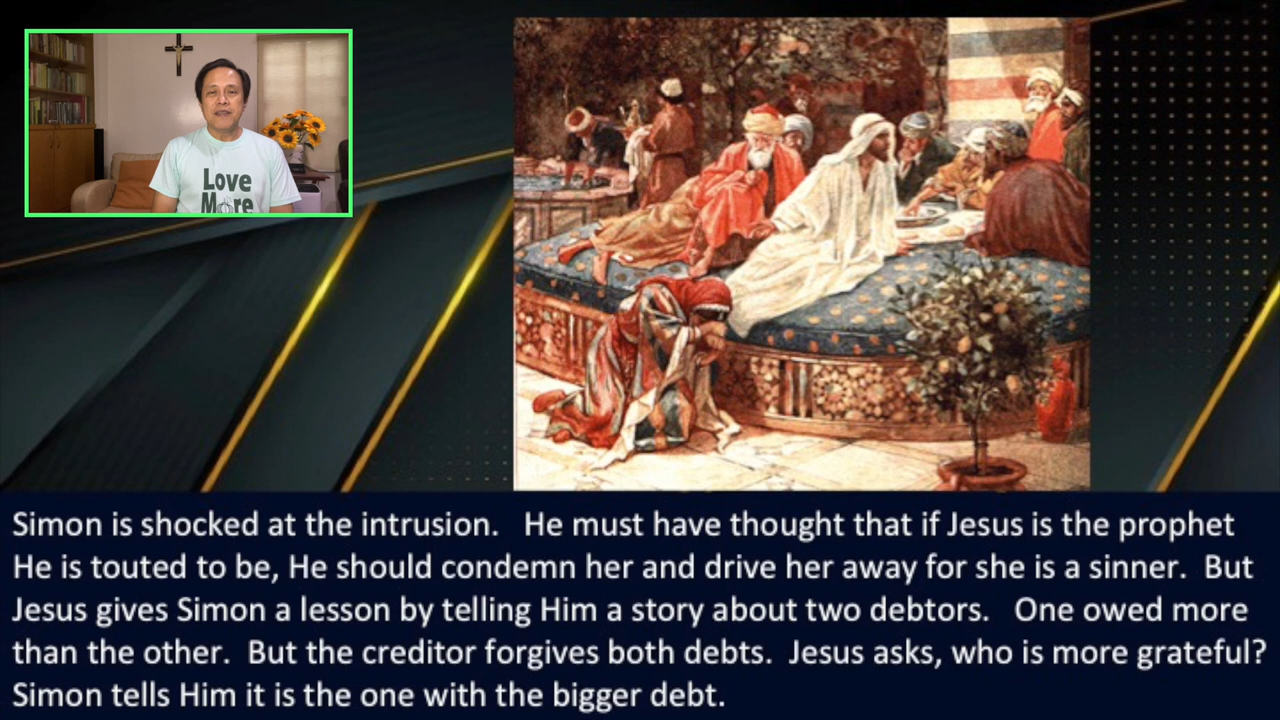 Love
More
Simon is shocked at the intrusion.   He must have thought that if Jesus is the prophet
He is touted to be, He should condemn her and drive her away for she is a sinner.  But
Jesus gives Simon a lesson by telling Him a story about two debtors.   One owed more
than the other.  But the creditor forgives both debts.  Jesus asks, who is more grateful?
Simon tells Him it is the one with the bigger debt.